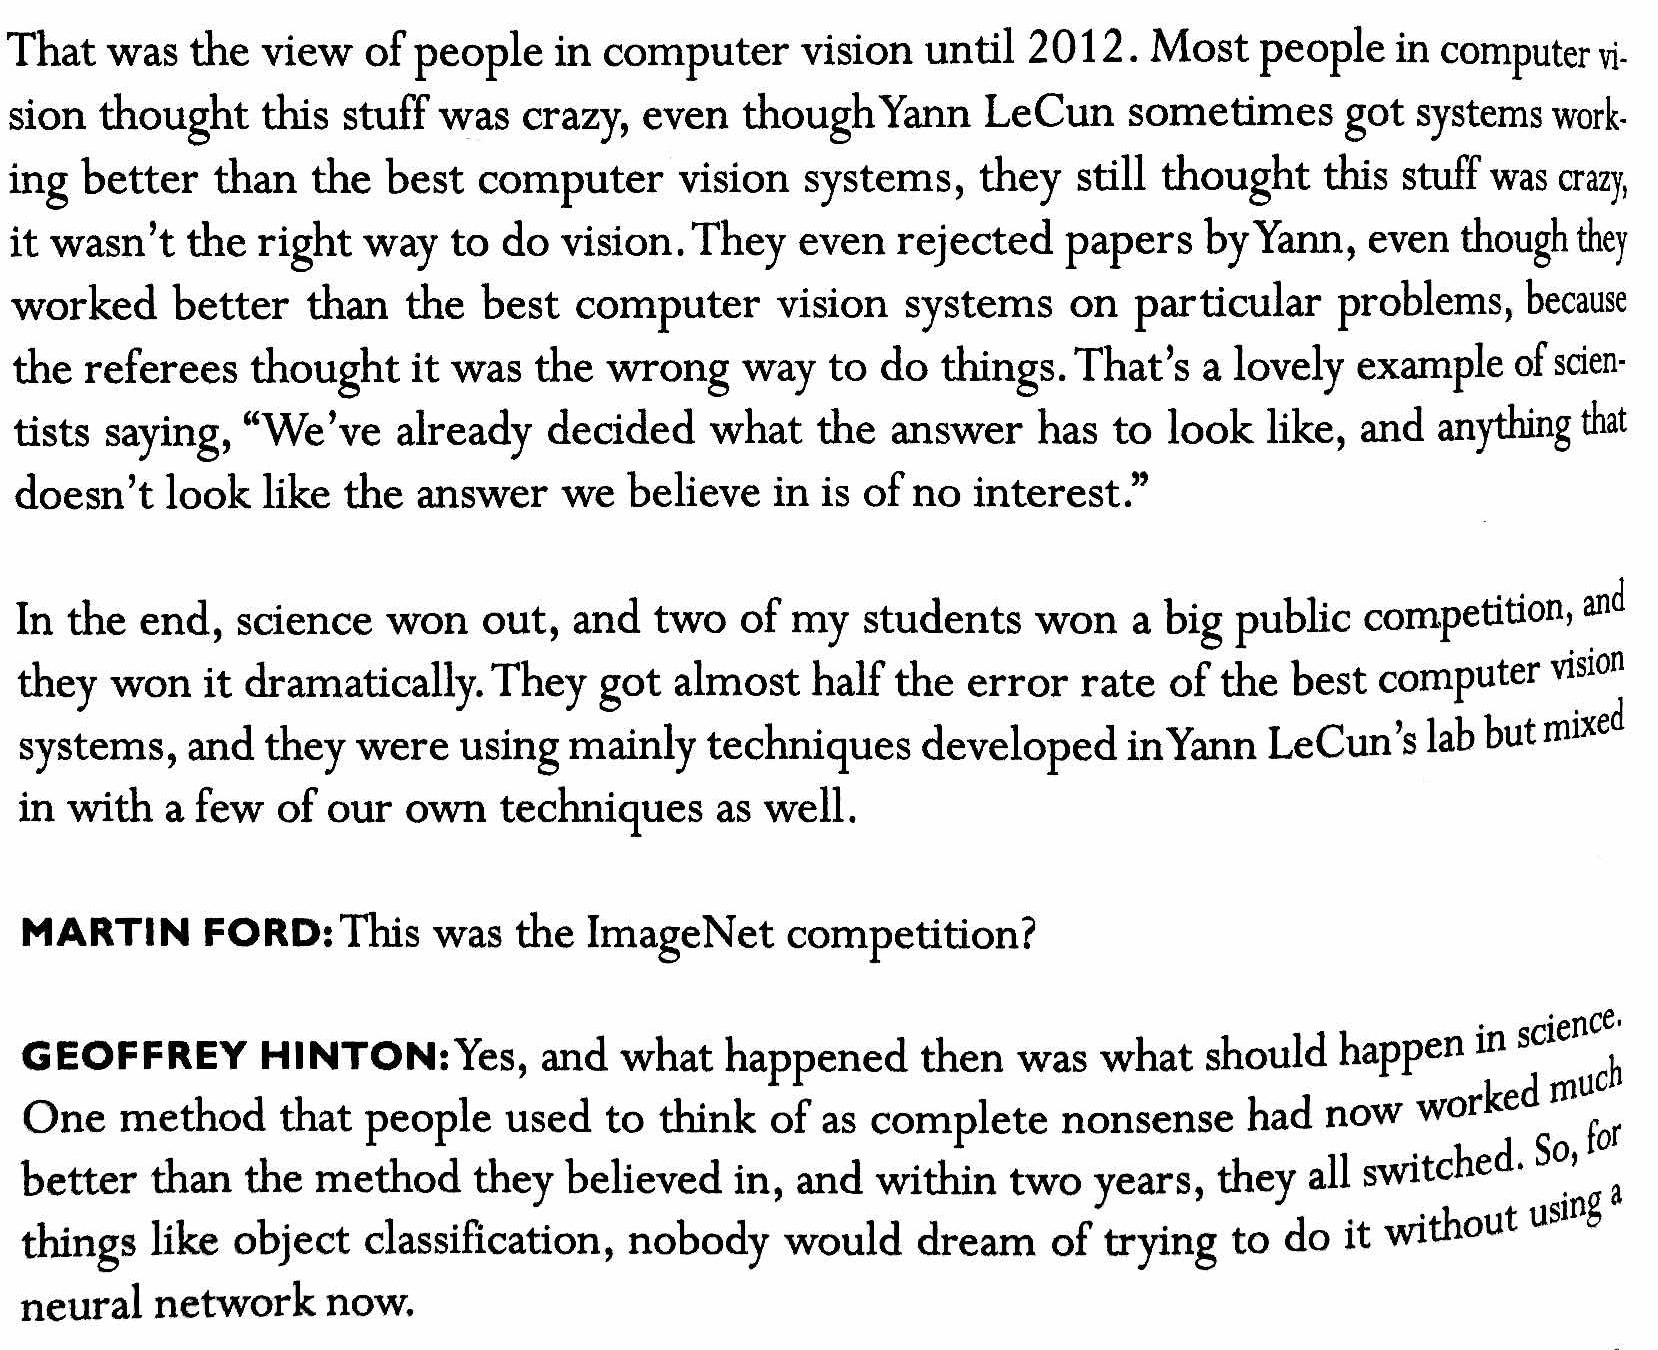 That was the view of people in computer vision until 2012. Most people in computer vi-
sion thought this stuff was crazy, even though Yann LeCun sometimes got systems work-
ing better than the best computer vision systems, they still thought this stuff was crazy,
it wasn't the right way to do vision. They even rejected papers by Yann, even though they
worked better than the best computer vision systems on particular problems, because
the referees thought it was the wrong way to do things. That's a lovely example of scien-
tists saying, “We've already decided what the answer has to look like, and anything that
doesn't look like the answer we believe in is of no interest.”
In the end, science won out, and two of my students won a big public competition, and
they won it dramatically. They got almost half the error rate of the best computer vision
systems, and they were using mainly techniques developed in Yann LeCun's lab but mixed
in with a few of our own techniques as well.
MARTIN FORD: This was the ImageNet competition?
GEOFFREY HINTON: Yes, and what happened then was what should happen in science.
One method that people used to think of as complete nonsense had now worked much
better than the method they believed in, and within two years, they all switched. So, for
things like object classification, nobody would dream of trying to do it without using a
neural network now.